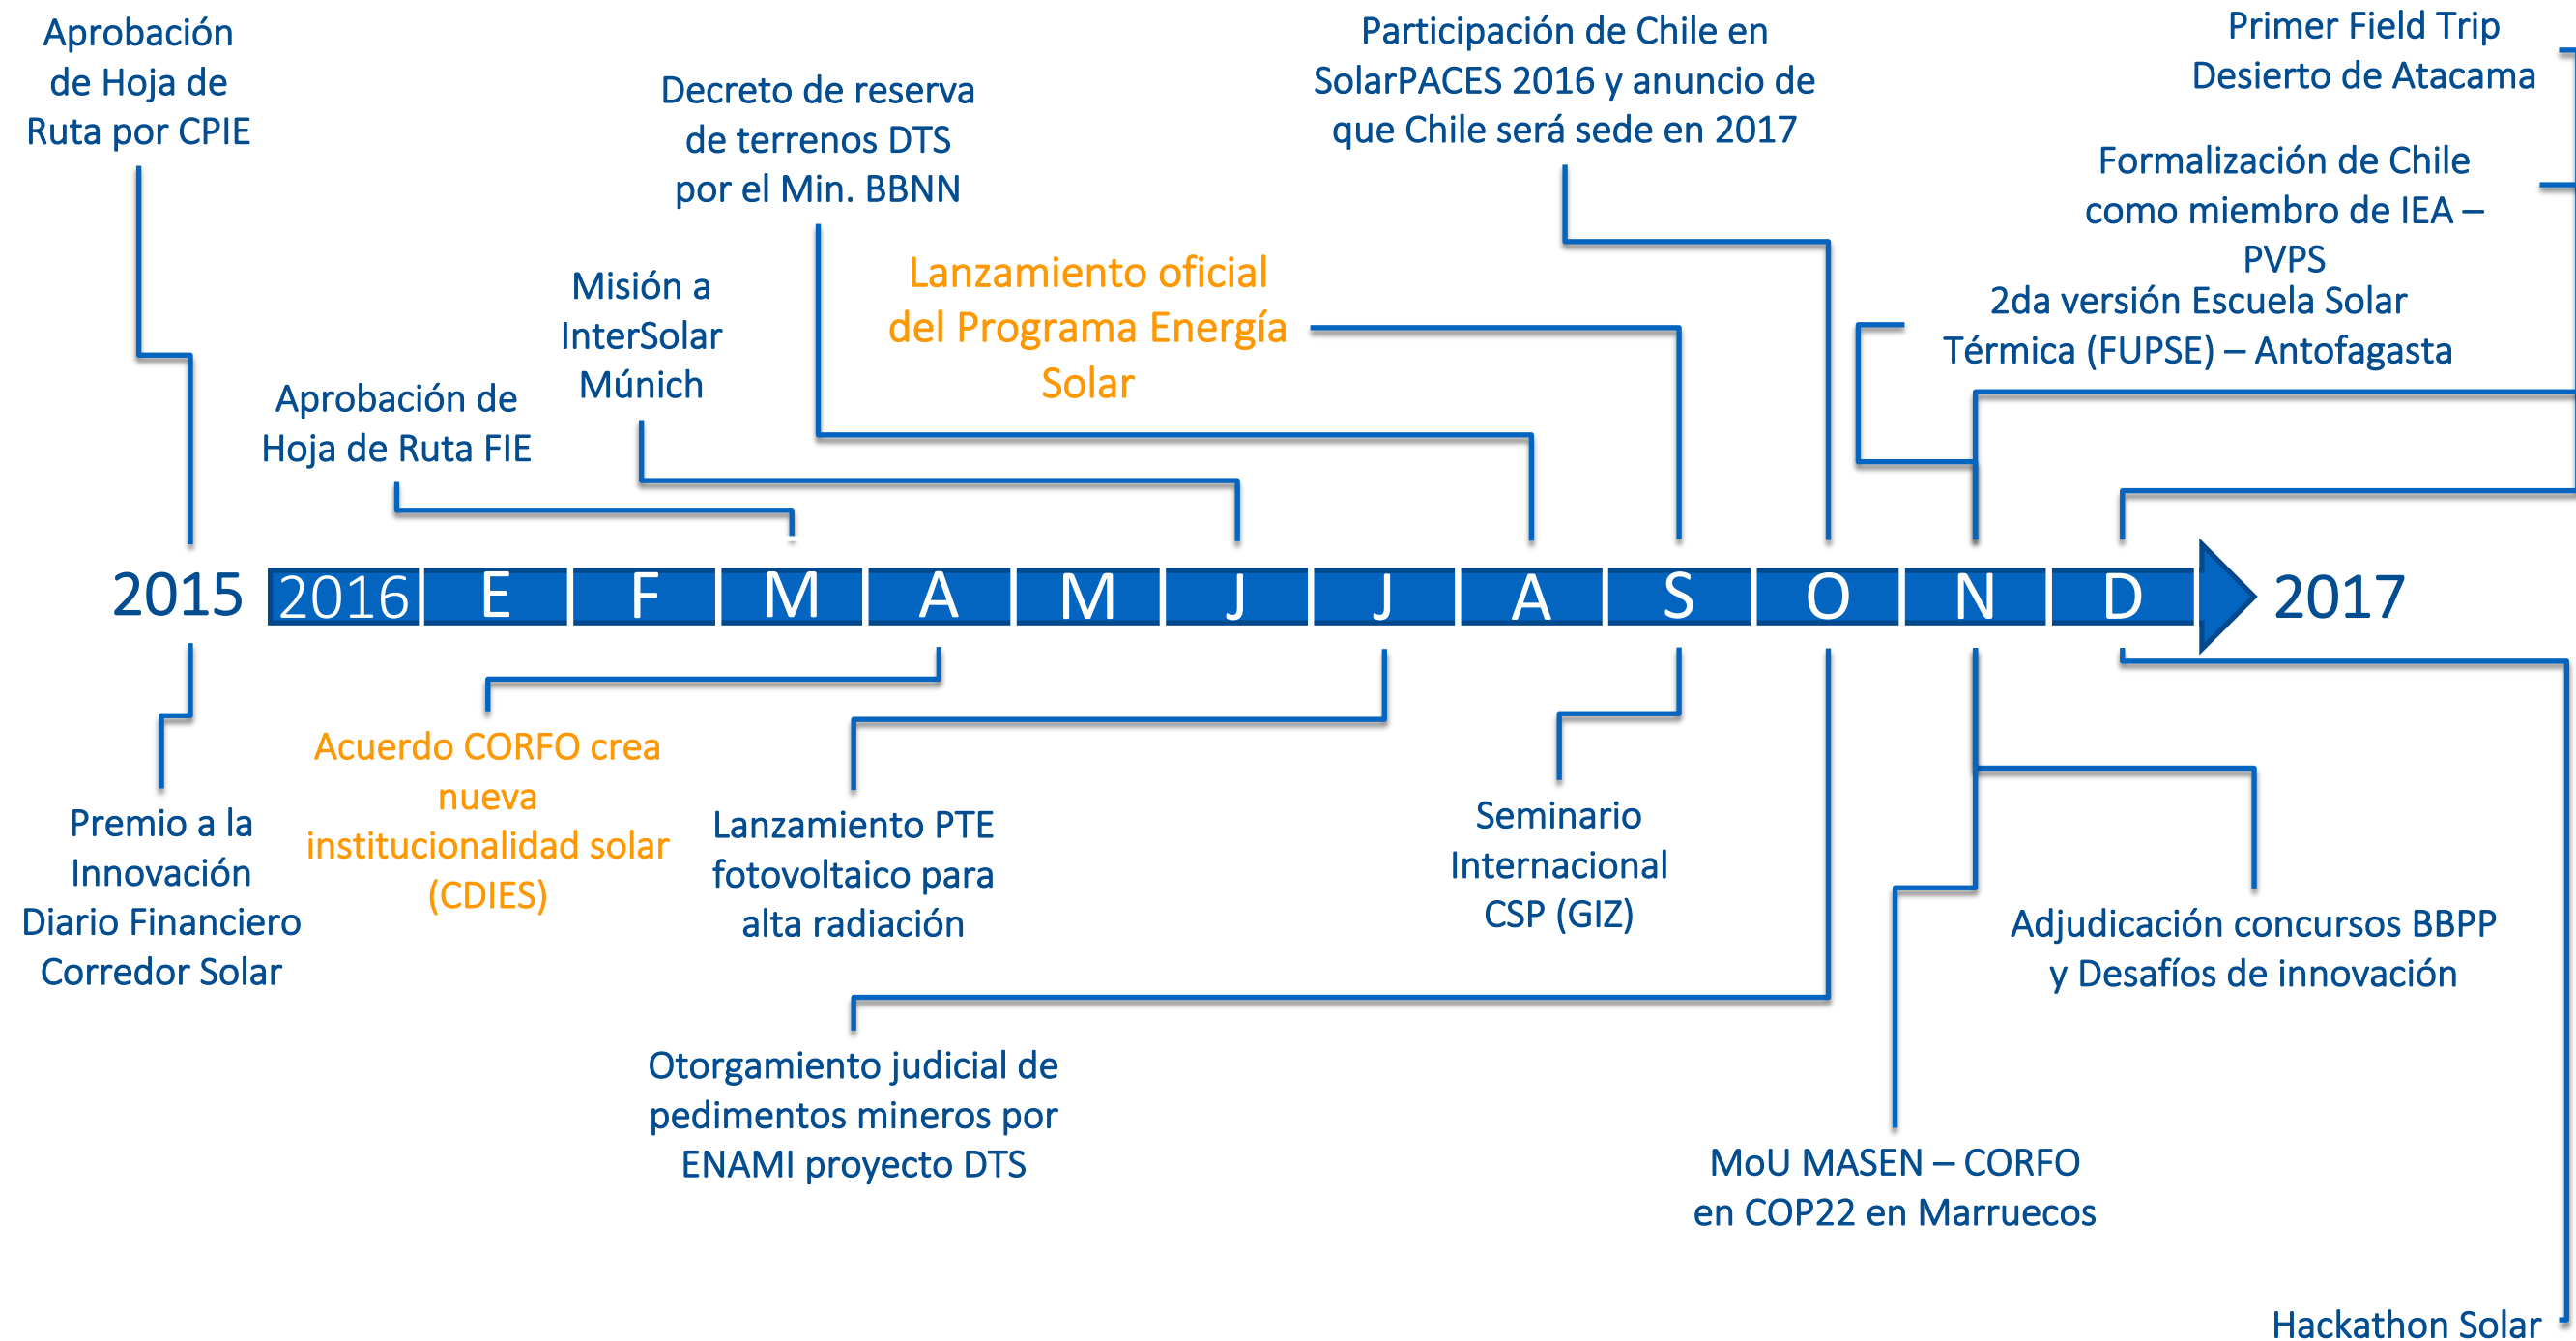 Aprobación
de Hoja de
Ruta por CPIE
Decreto de reserva
de terrenos DTS
por el Min. BBNN
Participación de Chile en
SolarPACES 2016 y anuncio de
que Chile será sede en 2017
Primer Field Trip
Desierto de Atacama
Formalización de Chile
como miembro de IEA –
PVPS
2da versión Escuela Solar
Térmica (FUPSE) – Antofagasta
Lanzamiento oficial
del Programa Energía
Solar
Misión a
InterSolar
Múnich
Aprobación de
Hoja de Ruta FIE
2015 2016 E F M A M J J A S O N D 2017
Premio a la
Innovación
Diario Financiero
Corredor Solar
Acuerdo CORFO crea
nueva
institucionalidad solar
(CDIES)
Lanzamiento PTE
fotovoltaico para
alta radiación
Seminario
Internacional
CSP (GIZ)
Adjudicación concursos BBPP
y Desafíos de innovación
Otorgamiento judicial de
pedimentos mineros por
ENAMI proyecto DTS
MoU MASEN – CORFO
en COP22 en Marruecos
Hackathon Solar